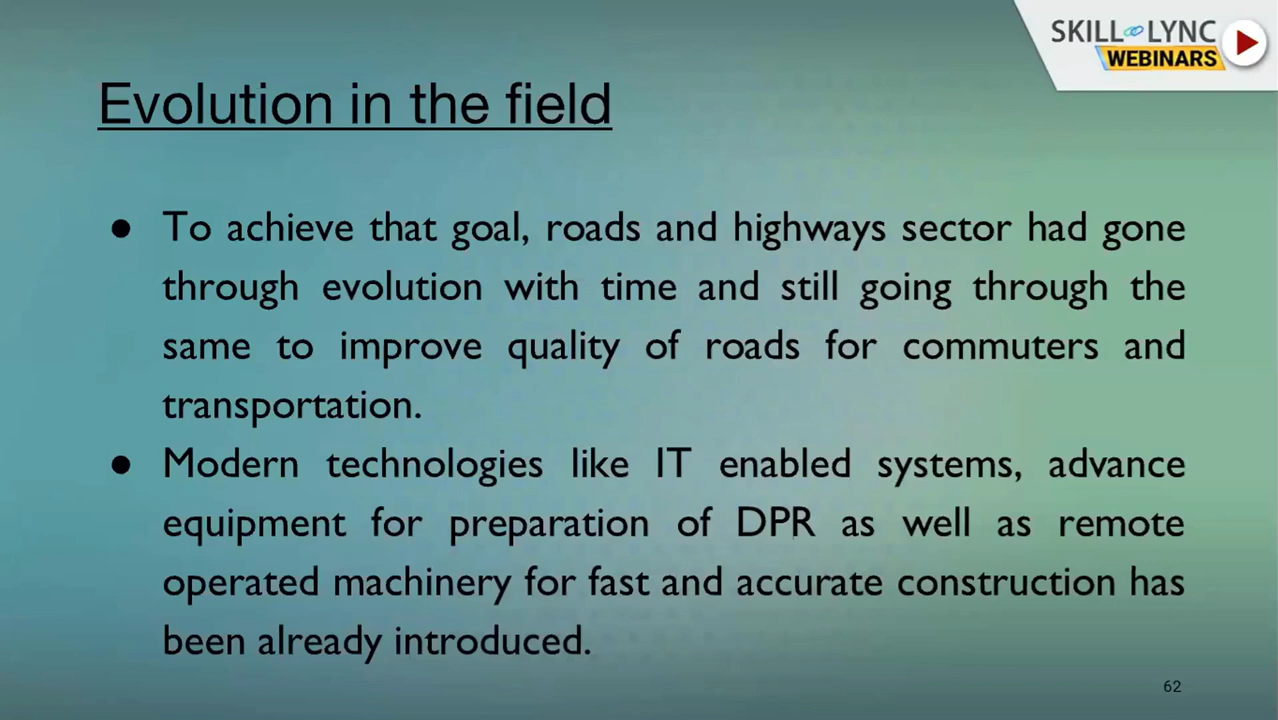 SKILL LYNC
WEBINARS
Evolution in the field
● To achieve that goal, roads and highways sector had gone
through evolution with time and still going through the
same to improve quality of roads for commuters and
transportation.
● Modern technologies like IT enabled systems, advance
equipment for preparation of DPR as well as remote
operated machinery for fast and accurate construction has
been already introduced.
62